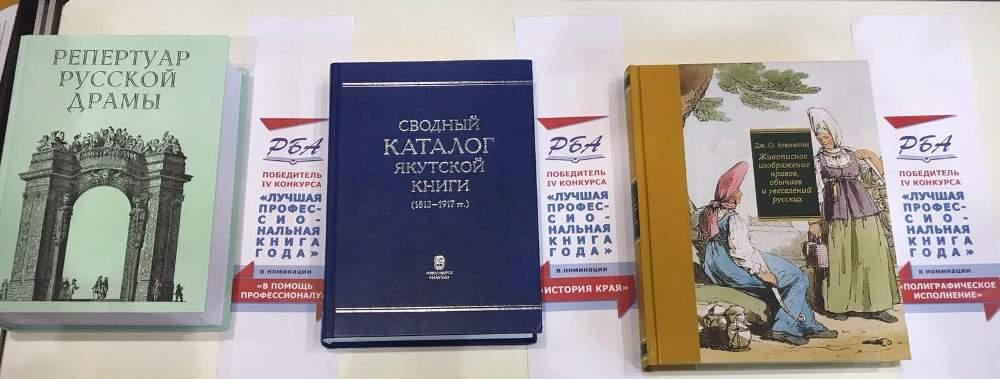 РЕПЕРТУАР
РУССКОЙ
ДРАМЫ
РБА
ПОБЕДИТЕЛЬ
IV КОНКУРСА
«ЛУЧШАЯ
ПРОФЕС-
СИО-
НАЛЬНАЯ
КНИГА
ГОДА»
в номинации
«В ПОМОЩЬ
ПРОФЕССИОНАЛУ»
СВОДНЫЙ
КАТАЛОГ
ЯКУТСКОЙ
КНИГИ
(1812—1917 гг.)
НОВОСИБИРСК
«НАУКА»
РБА
ПОБЕДИТЕЛЬ
IV КОНКУРСА
«ЛУЧШАЯ
ПРОФЕС-
СИО-
НАЛЬНАЯ
КНИГА
ГОДА»
в номинации
«ИСТОРИЯ КРАЯ»
Дж. О. Аткинсон
Живописное
изображение
нравов,
обычаев
и увеселений
русских
РБА
ПОБЕДИТЕЛЬ
IV КОНКУРСА
«ЛУЧШАЯ
ПРОФЕС-
СИО-
НАЛЬНАЯ
КНИГА
ГОДА»
в номинации
«ПОЛИГРАФИЧЕСКОЕ
ИСПОЛНЕНИЕ»